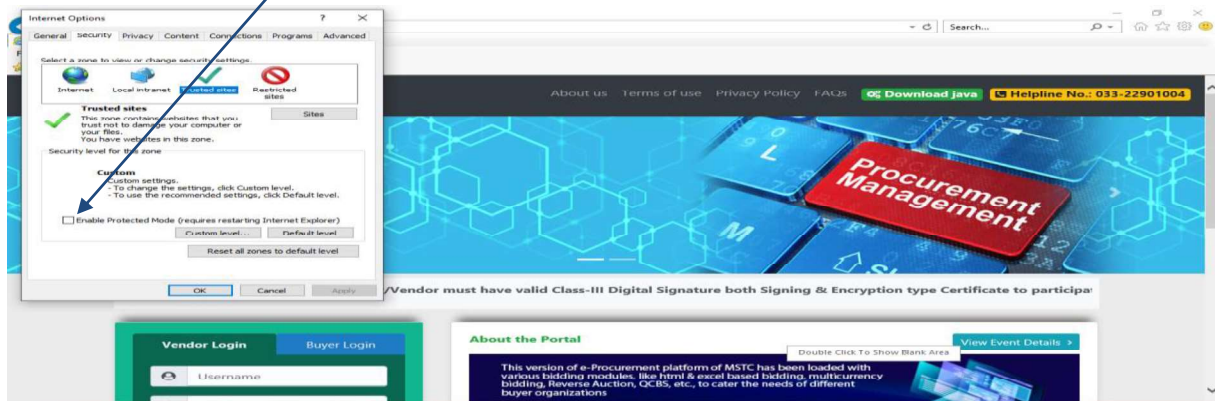 Internet Options
General Security Privacy Content Connections Programs Advanced
Select a zone to view or change security settings.
Internet Local intranet Trusted sites Restricted sites
Trusted sites
Sites
This zone contains websites that you
trust not to damage your computer or
your files.
You have websites in this zone.
Security level for this zone
Custom
Custom settings.
- To change the settings, click Custom level.
- To use the recommended settings, click Default level.
Enable Protected Mode (requires restarting Internet Explorer)
Custom level... Default level
Reset all zones to default level
OK Cancel Apply
Search...
About us Terms of use Privacy Policy FAQs Download java Helpline No.: 033-22901004
Procurement
Management
/Vendor must have valid Class-III Digital Signature both Signing & Encryption type Certificate to participa
Vendor Login Buyer Login
Username
About the Portal
View Event Details >
Double Click To Show Blank Area
This version of e-Procurement platform of MSTC has been loaded with
various bidding modules, like html & excel based bidding, multicurrency
bidding, Reverse Auction, QCBS, etc., to cater the needs of different
buyer organizations